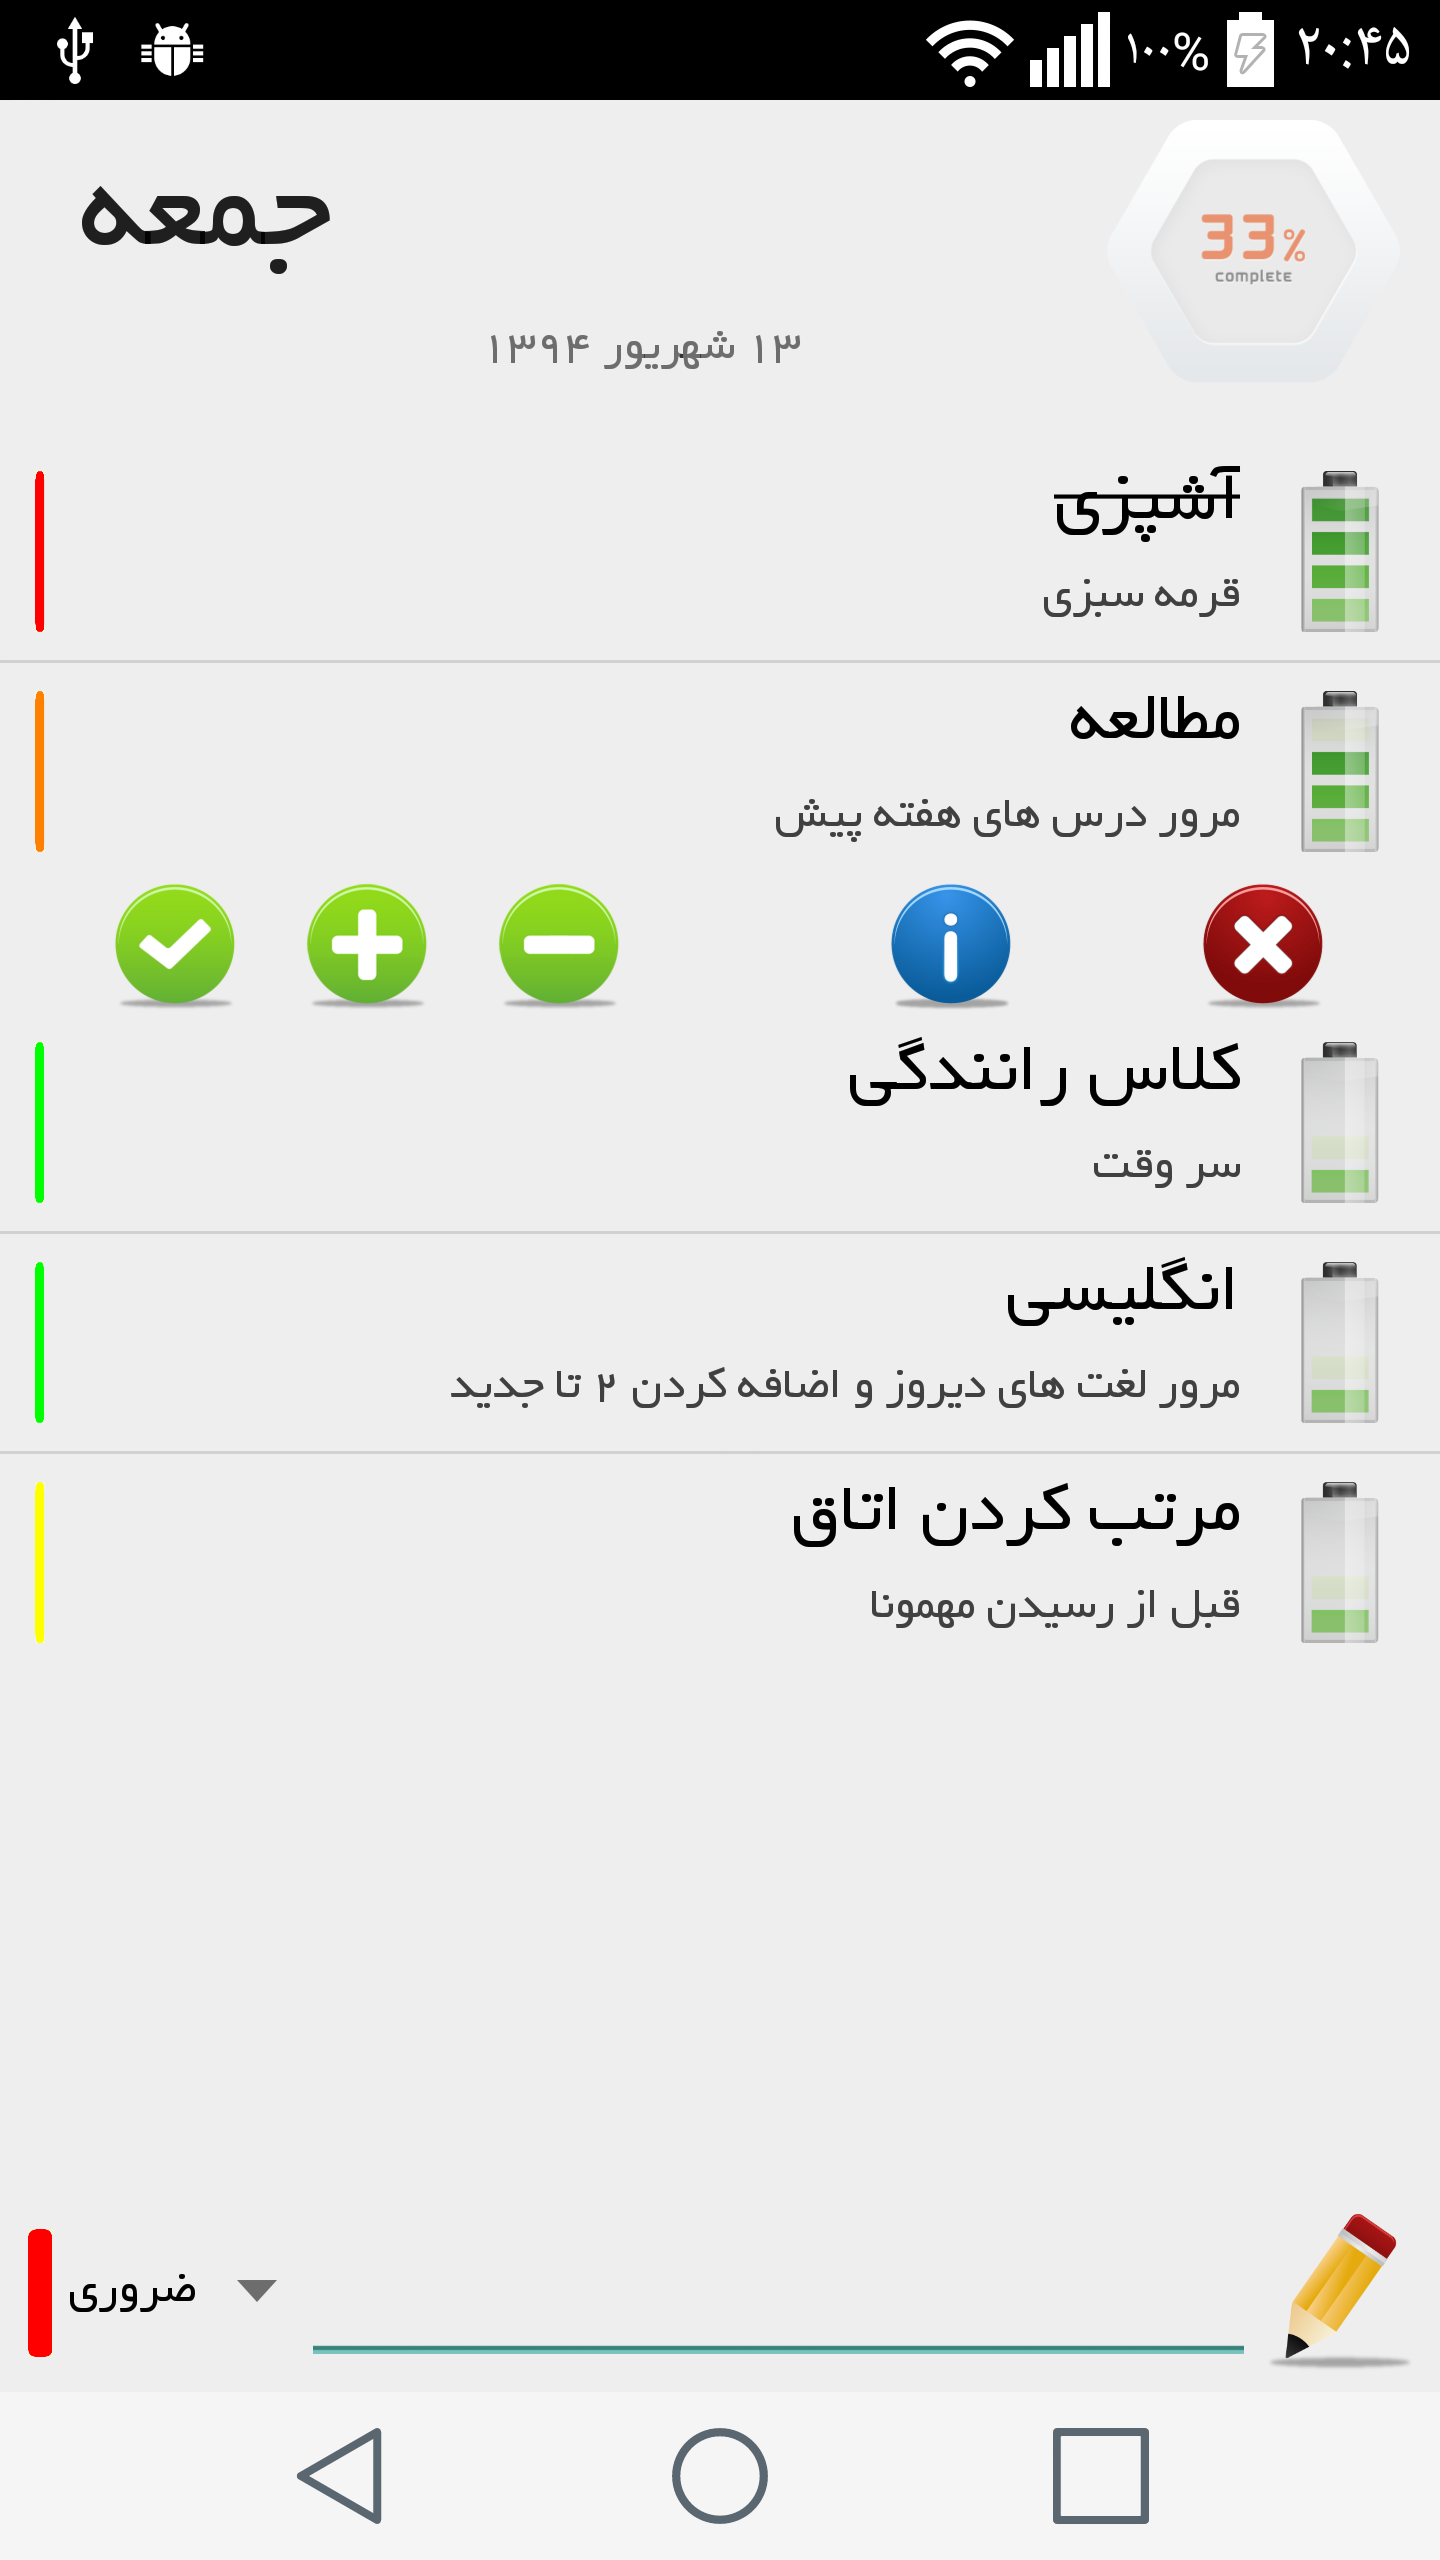 ۱۰۰% ۲۰:۴۵
جمعه
33%
complete
۱۳ شهریور ۱۳۹۴
آشپزی
قرمه سبزی
مطالعه
مرور درس های هفته پیش
کلاس رانندگی
سر وقت
انگلیسی
مرور لغت های دیروز و اضافه کردن ۲ تا جدید
مرتب کردن اتاق
قبل از رسیدن مهمونا
ضروری